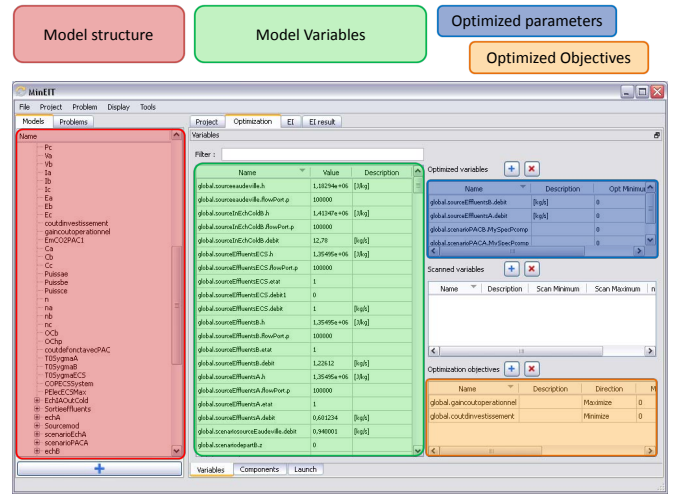 Model structure
Model Variables
Optimized parameters
Optimized Objectives
MinEIT
File Project Problem Display Tools
Models Problems
Project Optimization EI EI result
Name
Pc
Va
Vb
Ia
Ib
Ic
Ea
Eb
Ec
coutdinvestissement
gaincoutoperationnel
EmCO2PAC1
Ca
Cb
Cc
Puissae
Puissbe
Puissce
n
na
nb
nc
OCb
OChp
coutdefonctavecPAC
T0SygmaA
T0SygmaB
T0SygmaECS
COPECSSystem
PElecECSMax
EchIAOutCold
Sortieeffluents
echA
Sourcemod
scenarioEchA
scenarioPACA
echB
Variables
Filter :
Name Value Description
global.sourceeaudeville.h 1,18294e+06 [J/kg]
global.sourceeaudeville.flowPort.p 100000
global.sourceInEchColdB.h 1,41347e+06 [J/kg]
global.sourceInEchColdB.flowPort.p 100000
global.sourceInEchColdB.debit 12,78 [kg/s]
global.sourceEffluentsECS.h 1,35495e+06 [J/kg]
global.sourceEffluentsECS.flowPort.p 100000
global.sourceEffluentsECS.etat 1
global.sourceEffluentsECS.debit1 0
global.sourceEffluentsECS.debit 1 [kg/s]
global.sourceEffluentsB.h 1,35495e+06 [J/kg]
global.sourceEffluentsB.flowPort.p 100000
global.sourceEffluentsB.etat 1
global.sourceEffluentsB.debit 1,22612 [kg/s]
global.sourceEffluentsA.h 1,35495e+06 [J/kg]
global.sourceEffluentsA.flowPort.p 100000
global.sourceEffluentsA.etat 1
global.sourceEffluentsA.debit 0,601234 [kg/s]
global.scenariosourceEaudeville.debit 0,940001 [kg/s]
global.scenariodepartB.z 0
Optimized variables
Name Description Opt Minimu
global.sourceEffluentsB.debit [kg/s] 0
global.sourceEffluentsA.debit [kg/s] 0
global.scenarioPACB.MySpecPcomp 0
global.scenarioPACA.MySpecPcomp 0
Scanned variables
Name Description Scan Minimum Scan Maximum n
Optimization objectives
Name Description Direction M
global.gaincoutoperationnel Maximize 0
global.coutdinvestissement Minimize 0
Variables Components Launch